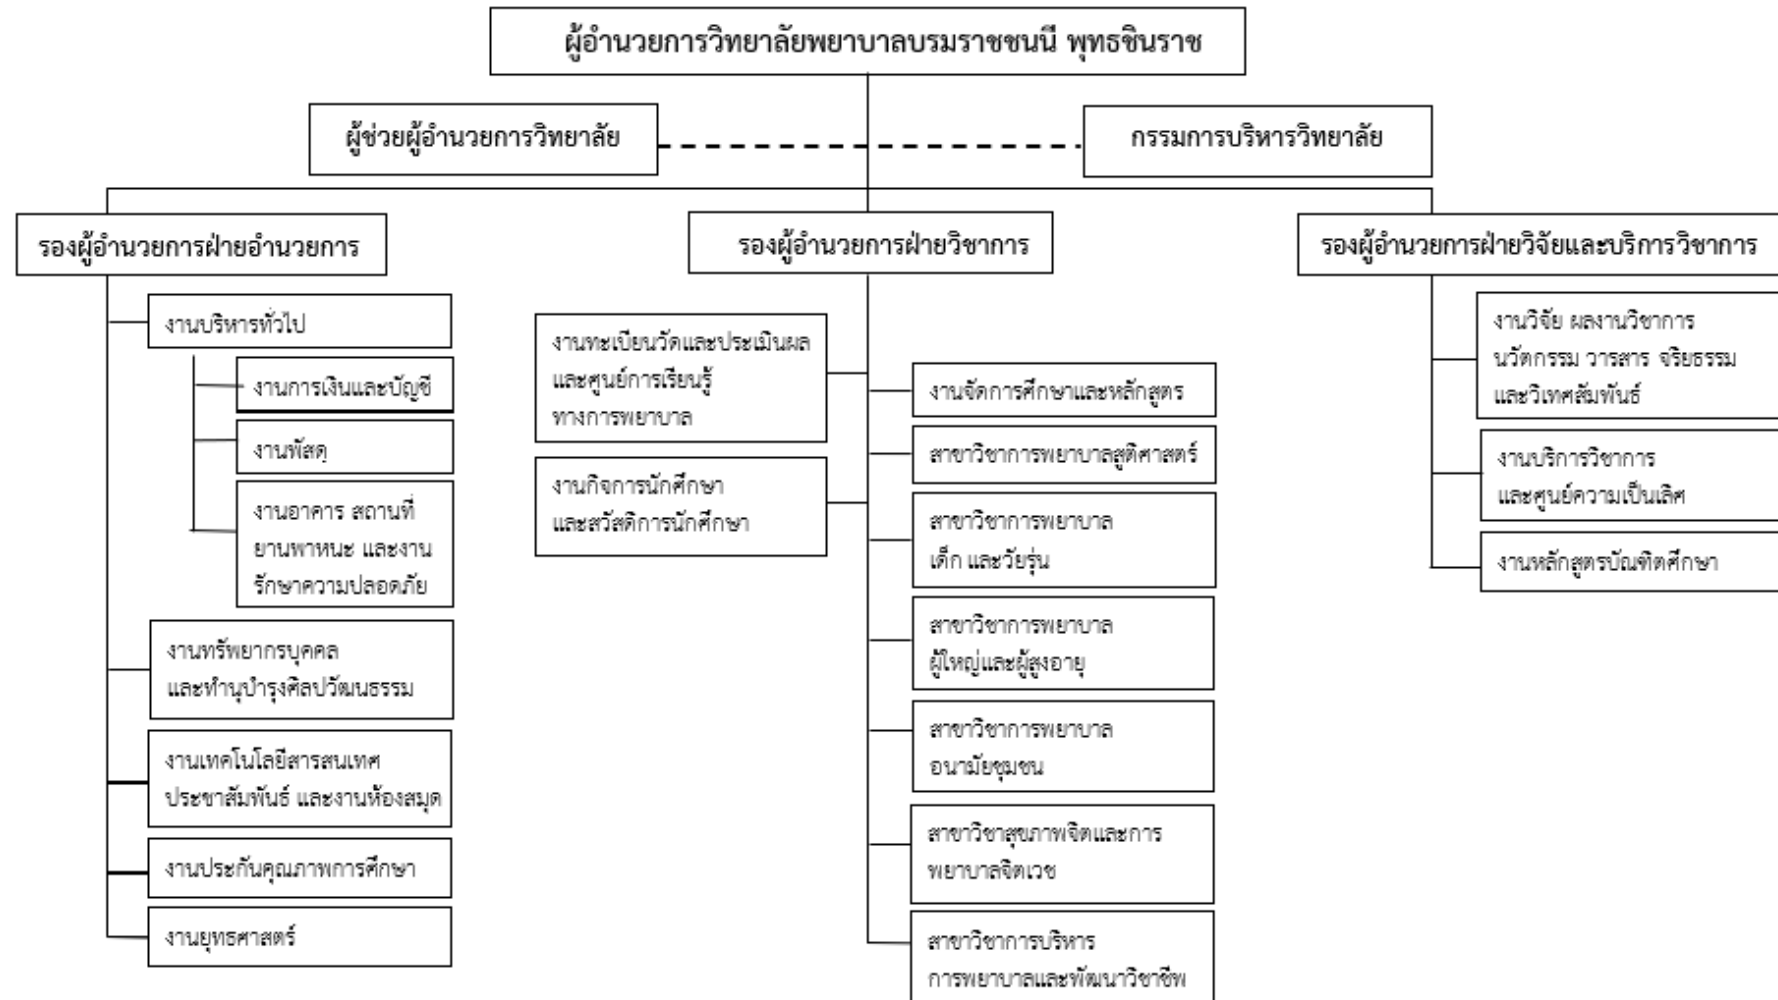 ผู้อำนวยการวิทยาลัยพยาบาลบรมราชชนนี พุทธชินราช
ผู้ช่วยผู้อำนวยการวิทยาลัย
กรรมการบริหารวิทยาลัย
รองผู้อำนวยการฝ่ายอำนวยการ
งานบริหารทั่วไป
งานการเงินและบัญชี
งานพัสดุ
งานอาคาร สถานที่
ยานพาหนะ และงาน
รักษาความปลอดภัย
งานทรัพยากรบุคคล
และทำนุบำรุงศิลปวัฒนธรรม
งานเทคโนโลยีสารสนเทศ
ประชาสัมพันธ์ และงานห้องสมุด
งานประกันคุณภาพการศึกษา
งานยุทธศาสตร์
รองผู้อำนวยการฝ่ายวิชาการ
งานทะเบียนวัดและประเมินผล
และศูนย์การเรียนรู้
ทางการพยาบาล
งานกิจการนักศึกษา
และสวัสดิการนักศึกษา
งานจัดการศึกษาและหลักสูตร
สาขาวิชาการพยาบาลสูติศาสตร์
สาขาวิชาการพยาบาล
เด็ก และวัยรุ่น
สาขาวิชาการพยาบาล
ผู้ใหญ่และผู้สูงอายุ
สาขาวิชาการพยาบาล
อนามัยชุมชน
สาขาวิชาสุขภาพจิตและการ
พยาบาลจิตเวช
สาขาวิชาการบริหาร
การพยาบาลและพัฒนาวิชาชีพ
รองผู้อำนวยการฝ่ายวิจัยและบริการวิชาการ
งานวิจัย ผลงานวิชาการ
นวัตกรรม วารสาร จริยธรรม
และวิเทศสัมพันธ์
งานบริการวิชาการ
และศูนย์ความเป็นเลิศ
งานหลักสูตรบัณฑิตศึกษา